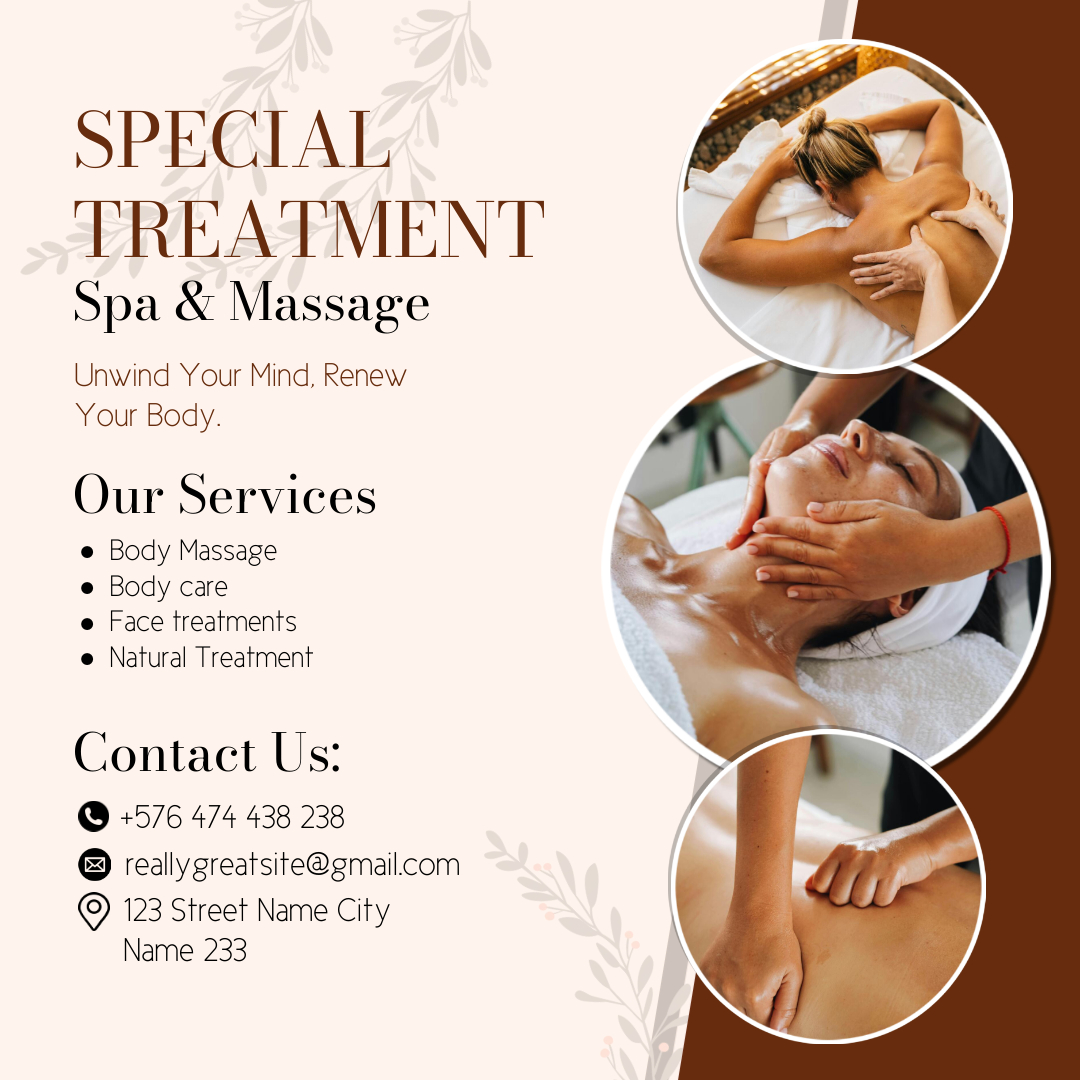 SPECIAL
TREATMENT
Spa & Massage
Unwind Your Mind, Renew
Your Body.
Our Services
• Body Massage
• Body care
• Face treatments
• Natural Treatment
Contact Us:
+576 474 438 238
reallygreatsite@gmail.com
123 Street Name City
Name 233